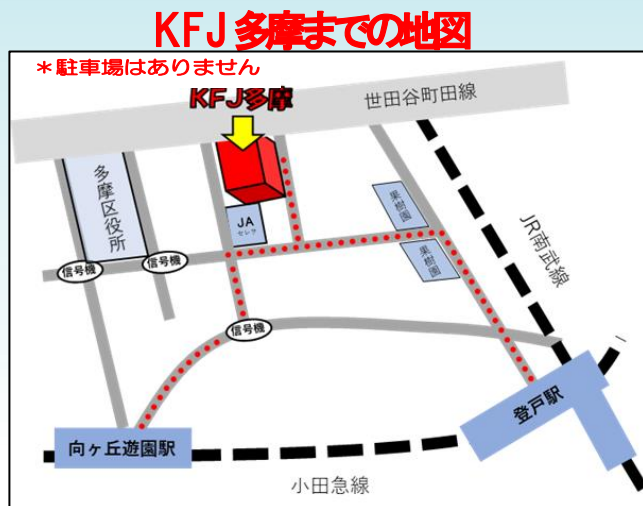 KFJ多摩までの地図
*駐車場はありません
KFJ多摩
世田谷町田線
多摩区役所
JA
セレサ
果樹園
果樹園
JR南武線
信号機
信号機
信号機
登戸駅
向ヶ丘遊園駅
小田急線